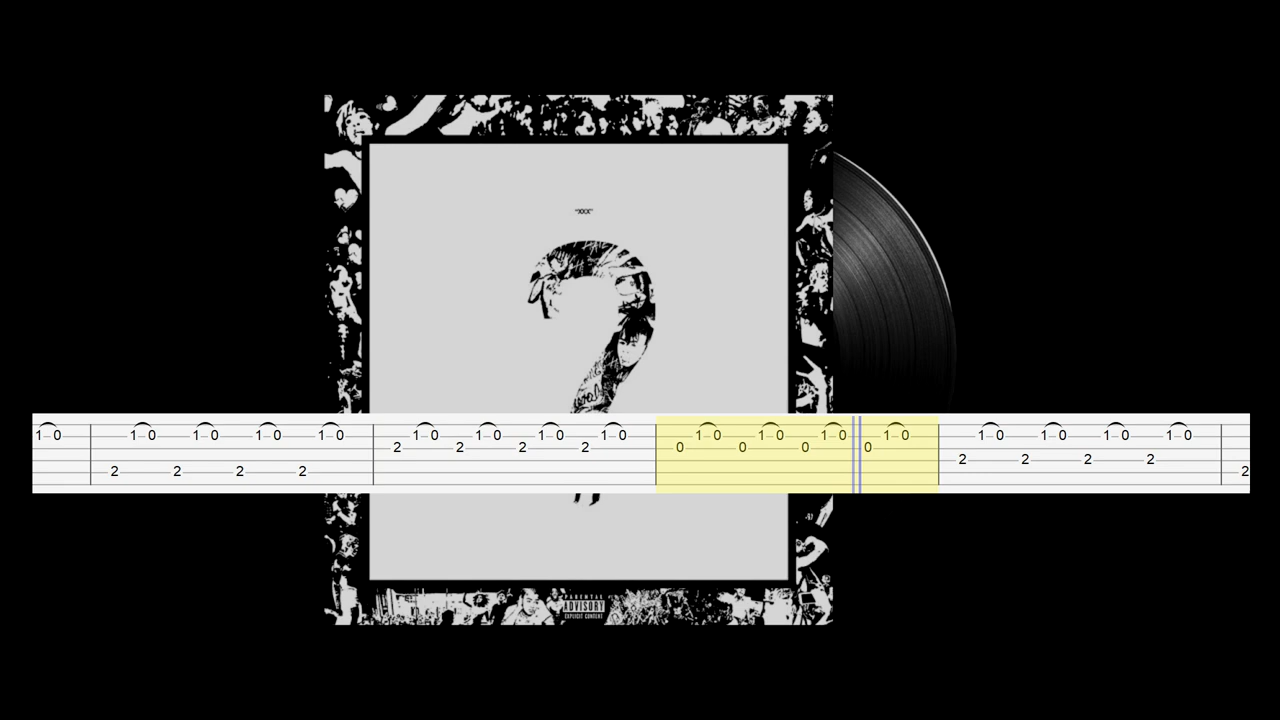 "XXX"
1 0 1 0 1 0 1 0 1 0 1 0 1 0 1 0 1 0 1 0 1 0 1 0 1 0 1 0 1 0 1 0 1 0
2 2 2 2 0 0 0 0
2 2 2 2
2 2 2 2 2
PARENTAL
ADVISORY
EXPLICIT CONTENT